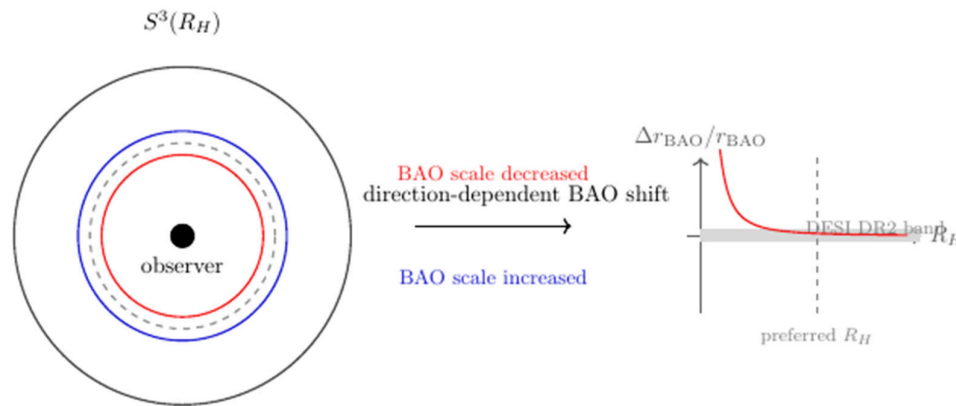 S³(R_H)
observer
BAO scale decreased
direction-dependent BAO shift
BAO scale increased
Δr_BAO/r_BAO
DESI DR2 band
R_H
preferred R_H